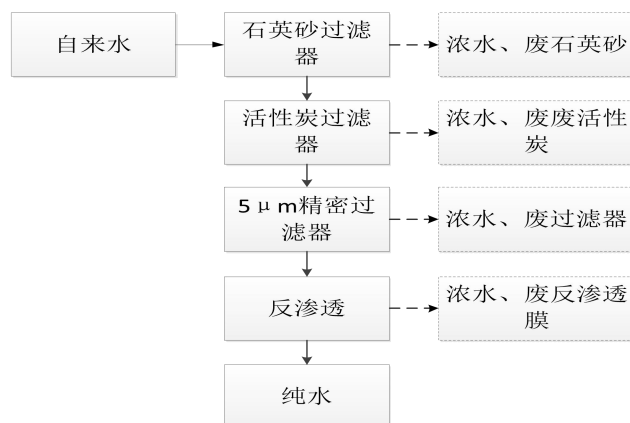 自来水
石英砂过滤
器
浓水、废石英砂
活性炭过滤
器
浓水、废废活性
炭
5μm精密过
滤器
浓水、废过滤器
反渗透
浓水、废反渗透
膜
纯水